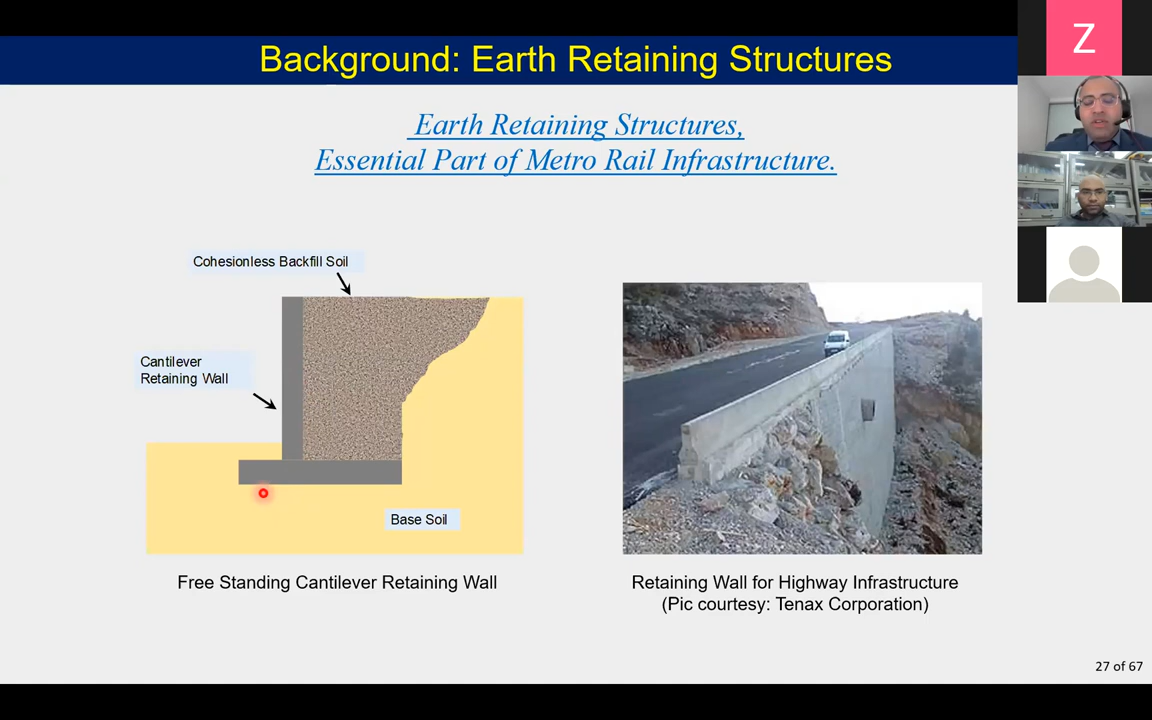 Background: Earth Retaining Structures
Z
Earth Retaining Structures,
Essential Part of Metro Rail Infrastructure.
Cohesionless Backfill Soil
Cantilever
Retaining Wall
Base Soil
Free Standing Cantilever Retaining Wall
Retaining Wall for Highway Infrastructure
(Pic courtesy: Tenax Corporation)
27 of 67